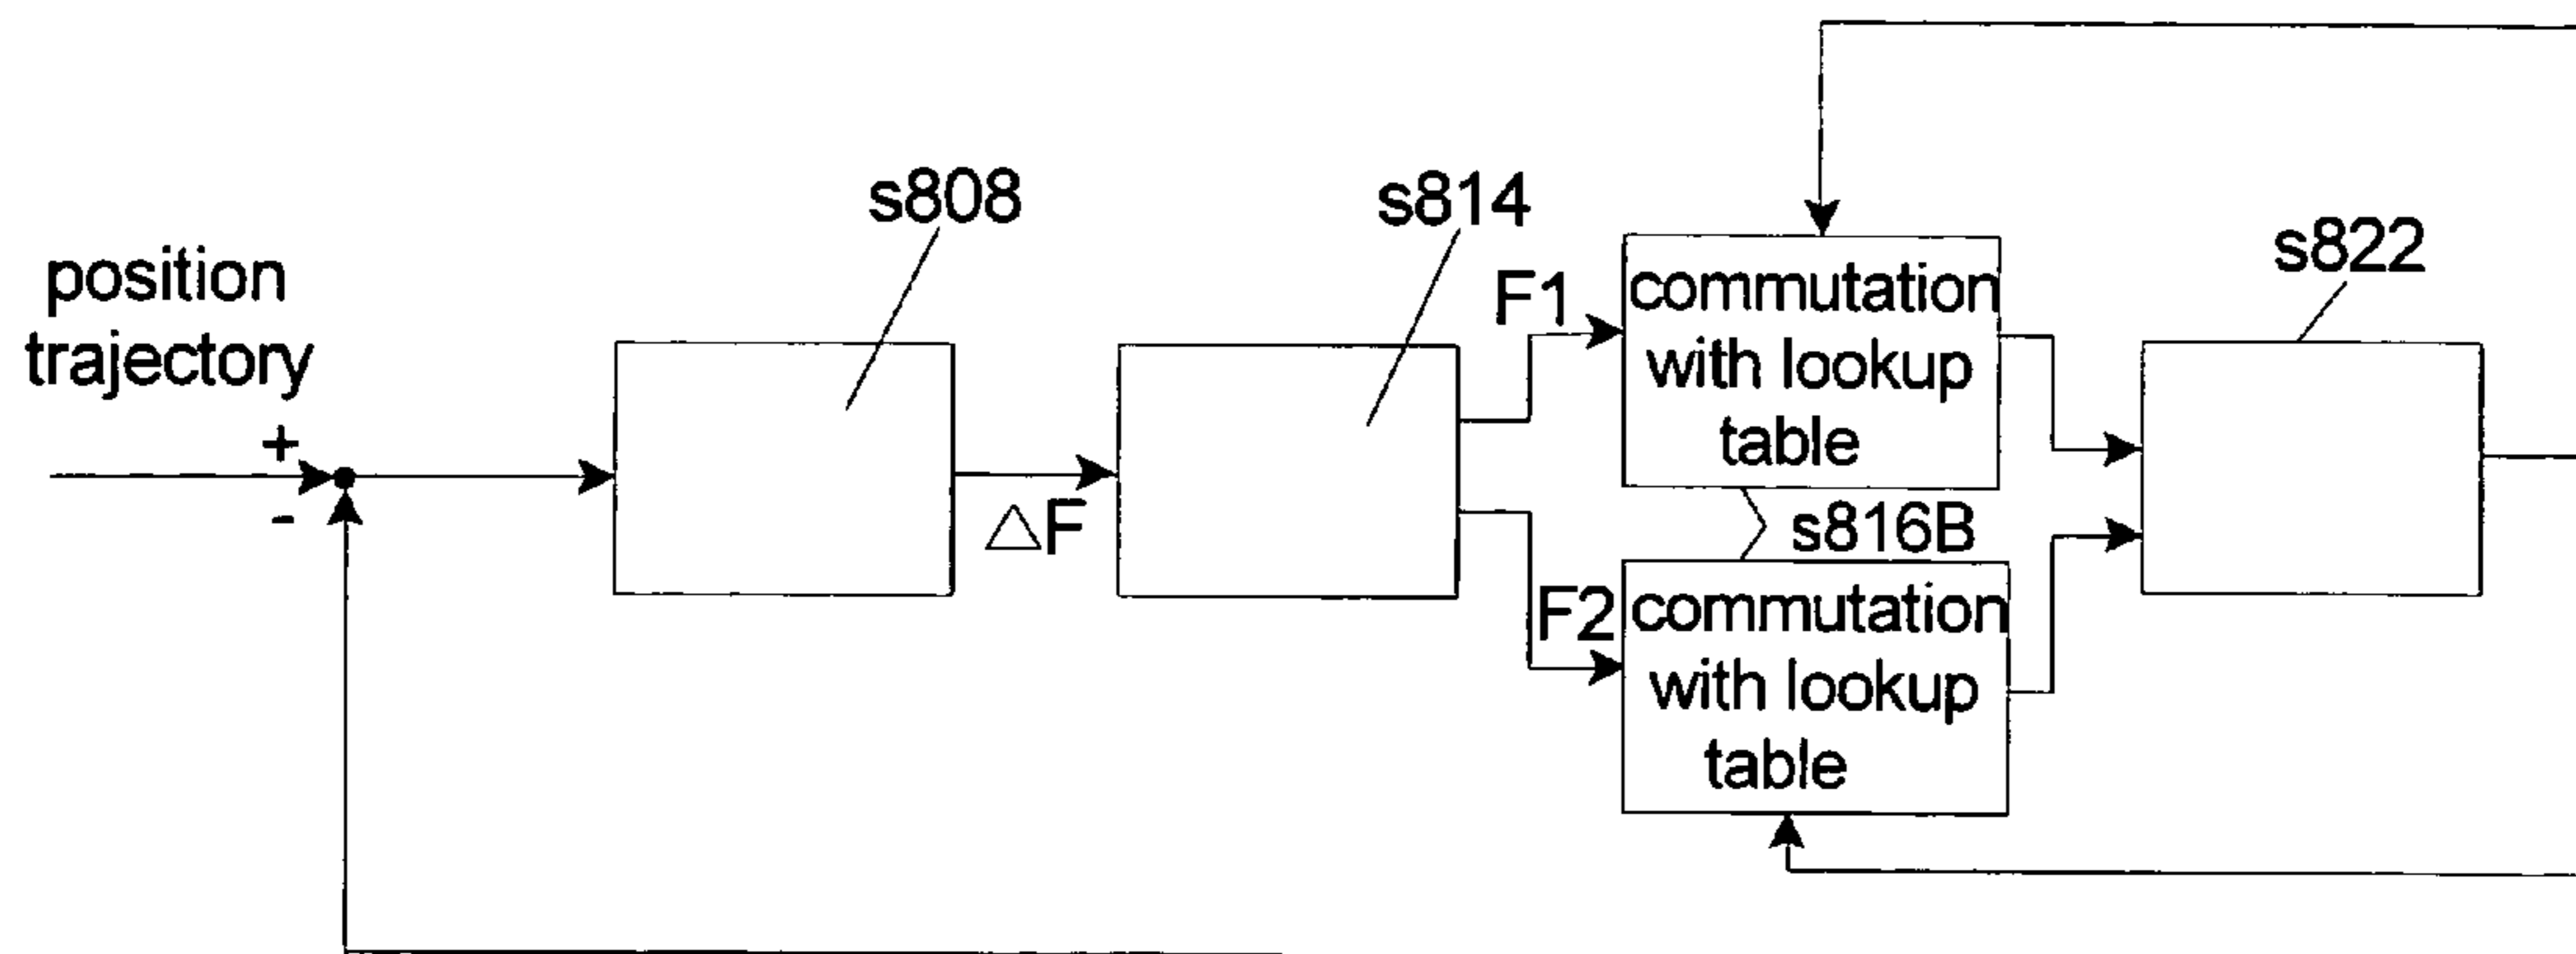 position
trajectory
+
-
s808
△F
s814
F1
F2
commutation
with lookup
table
s816B
commutation
with lookup
table
s822